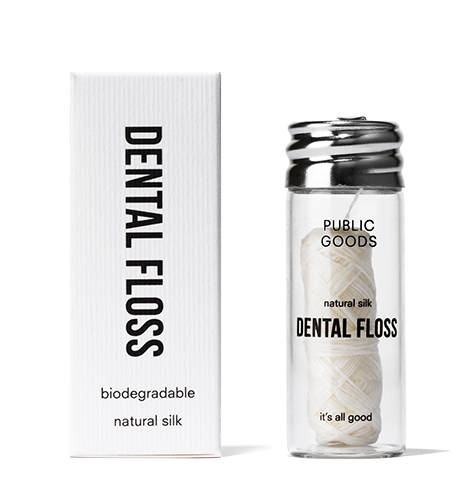 DENTAL FLOSS
biodegradable
natural silk
PUBLIC
GOODS
natural silk
DENTAL FLOSS
it's all good